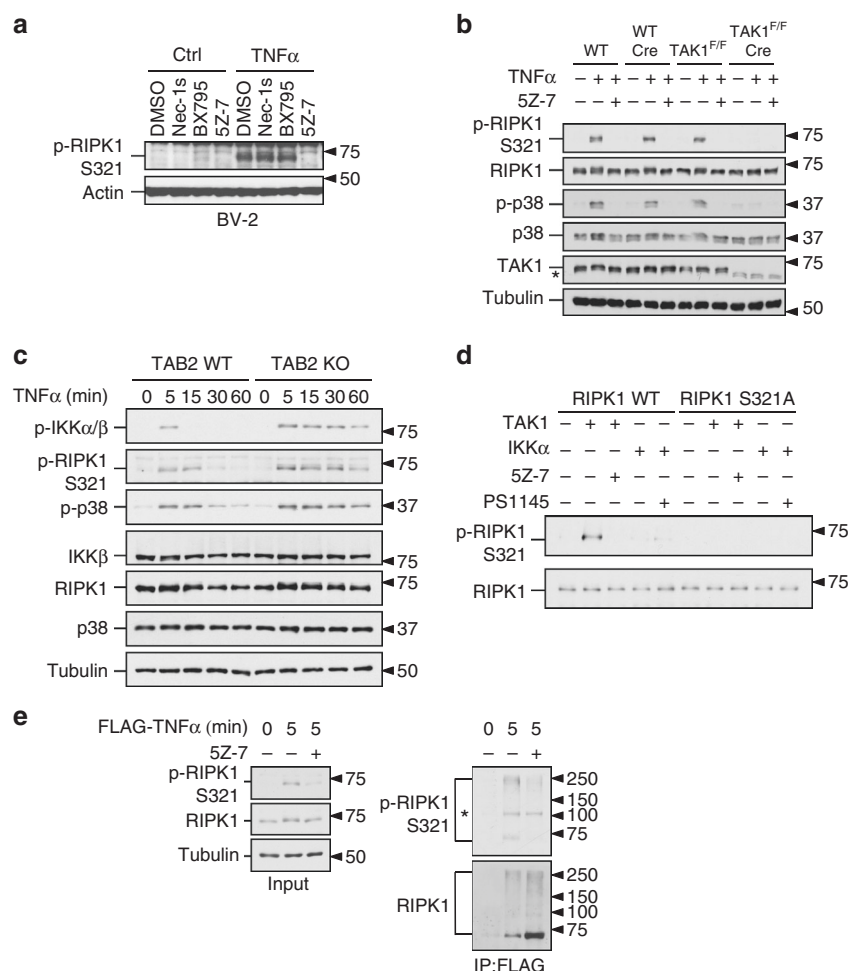 a
Ctrl TNFα
DMSO Nec-1s BX795 5Z-7 DMSO Nec-1s BX795 5Z-7
p-RIPK1 S321 75
50
Actin
BV-2
b
WT WT Cre TAK1F/F TAK1F/F Cre
TNFα – + + – + + – + + – + +
5Z-7 – – + – – + – – + – – +
p-RIPK1 S321 75
RIPK1 75
p-p38 37
p38 37
TAK1 75
*
Tubulin 50
c
TAB2 WT TAB2 KO
TNFα (min) 0 5 15 30 60 0 5 15 30 60
p-IKKα/β 75
p-RIPK1 S321 75
p-p38 37
IKKβ 75
RIPK1 75
p38 37
Tubulin 50
d
RIPK1 WT RIPK1 S321A
TAK1 – + + – – – + + – –
IKKα – – – + + – – – + +
5Z-7 – – + – – – – + – –
PS1145 – – – – + – – – – +
p-RIPK1 S321 75
RIPK1 75
e
FLAG-TNFα (min) 0 5 5
5Z-7 – – +
p-RIPK1 S321 75
RIPK1 75
Tubulin 50
Input
0 5 5
– – +
p-RIPK1 S321 * 250 150 100 75
RIPK1 250 150 100 75
IP:FLAG